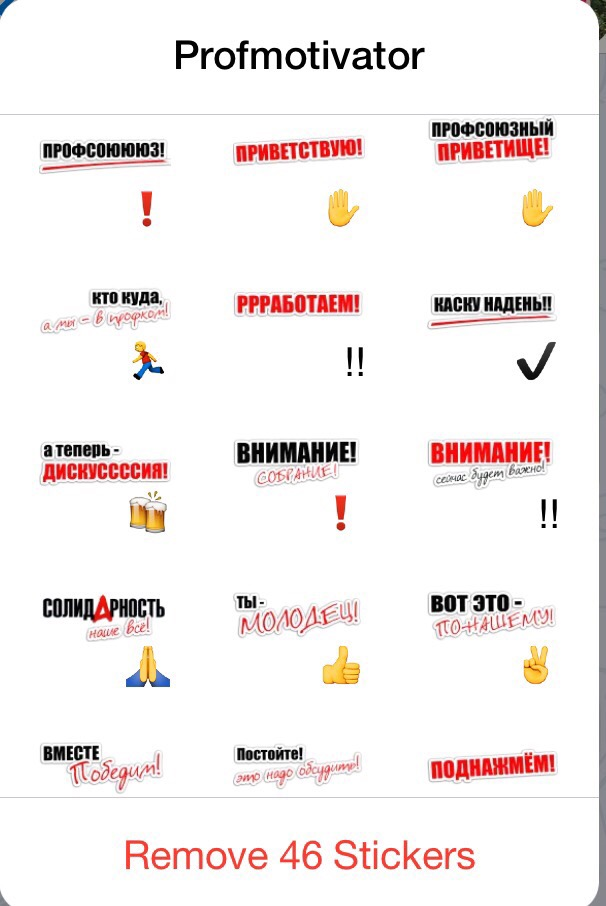 Profmotivator
ПРОФСОЮЮЮЗ!
ПРИВЕТСТВУЮ!
ПРОФСОЮЗНЫЙ
ПРИВЕТИЩЕ!
кто куда,
а мы - в профком!
РРРАБОТАЕМ!
КАСКУ НАДЕНЬ!!
а теперь -
ДИСКУССССИЯ!
ВНИМАНИЕ!
СОБРАНИЕ!
ВНИМАНИЕ!
сейчас будет важно!
СОЛИДАРНОСТЬ
наше всё!
ТЫ -
МОЛОДЕЦ!
ВОТ ЭТО -
ПО-НАШЕМУ!
ВМЕСТЕ
Победим!
Постойте!
это надо обсудить!
ПОДНАЖМЁМ!
Remove 46 Stickers